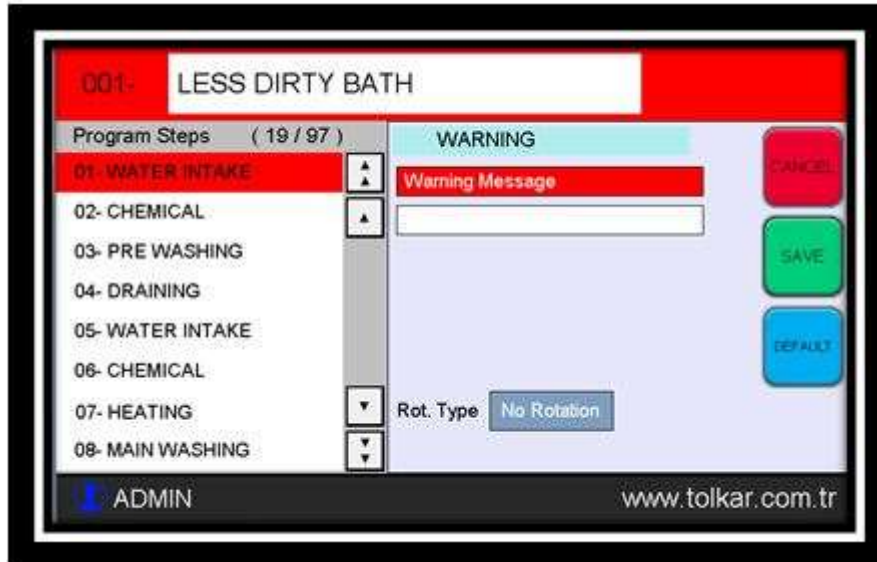 001- LESS DIRTY BATH
Program Steps ( 19 / 97 )
01- WATER INTAKE
02- CHEMICAL
03- PRE WASHING
04- DRAINING
05- WATER INTAKE
06- CHEMICAL
07- HEATING
08- MAIN WASHING
WARNING
Warning Message
Rot. Type No Rotation
CANCEL
SAVE
DEFAULT
ADMIN
www.tolkar.com.tr